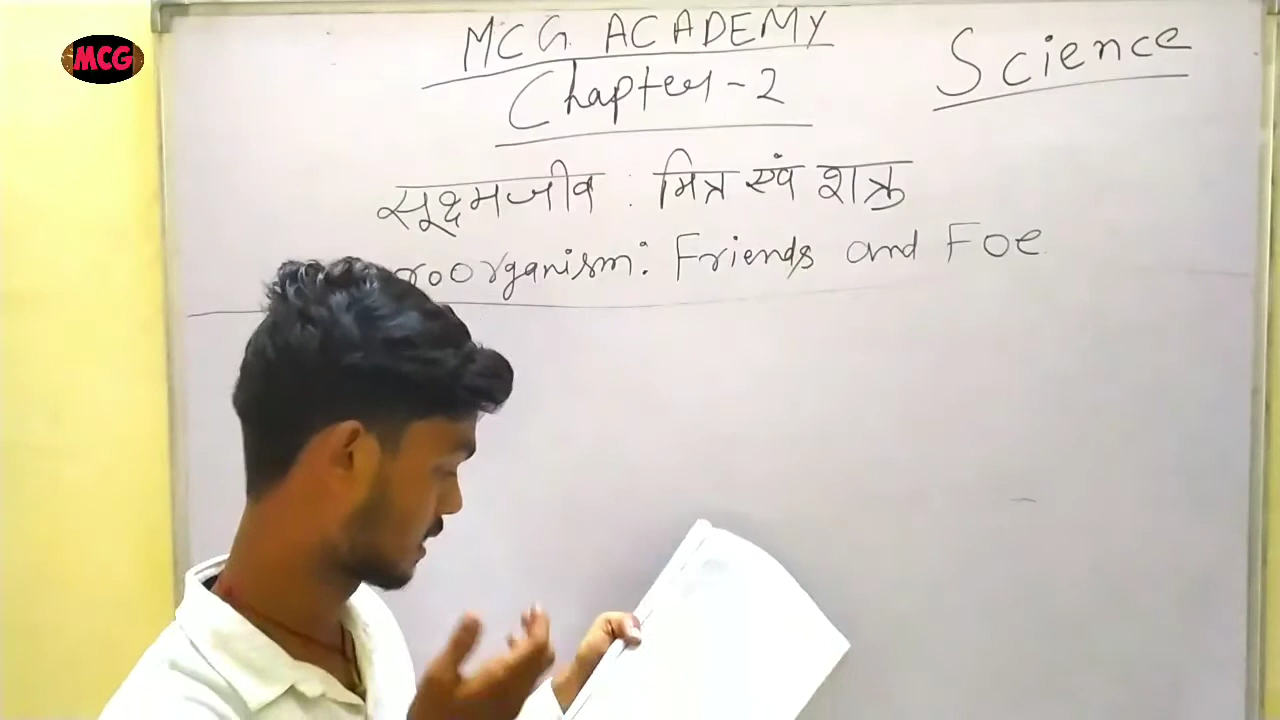 MCG
MCG ACADEMY
Science
Chapter-2
सूक्ष्मजीव : मित्र एवं शत्रु
roorganism: Friends and Foe